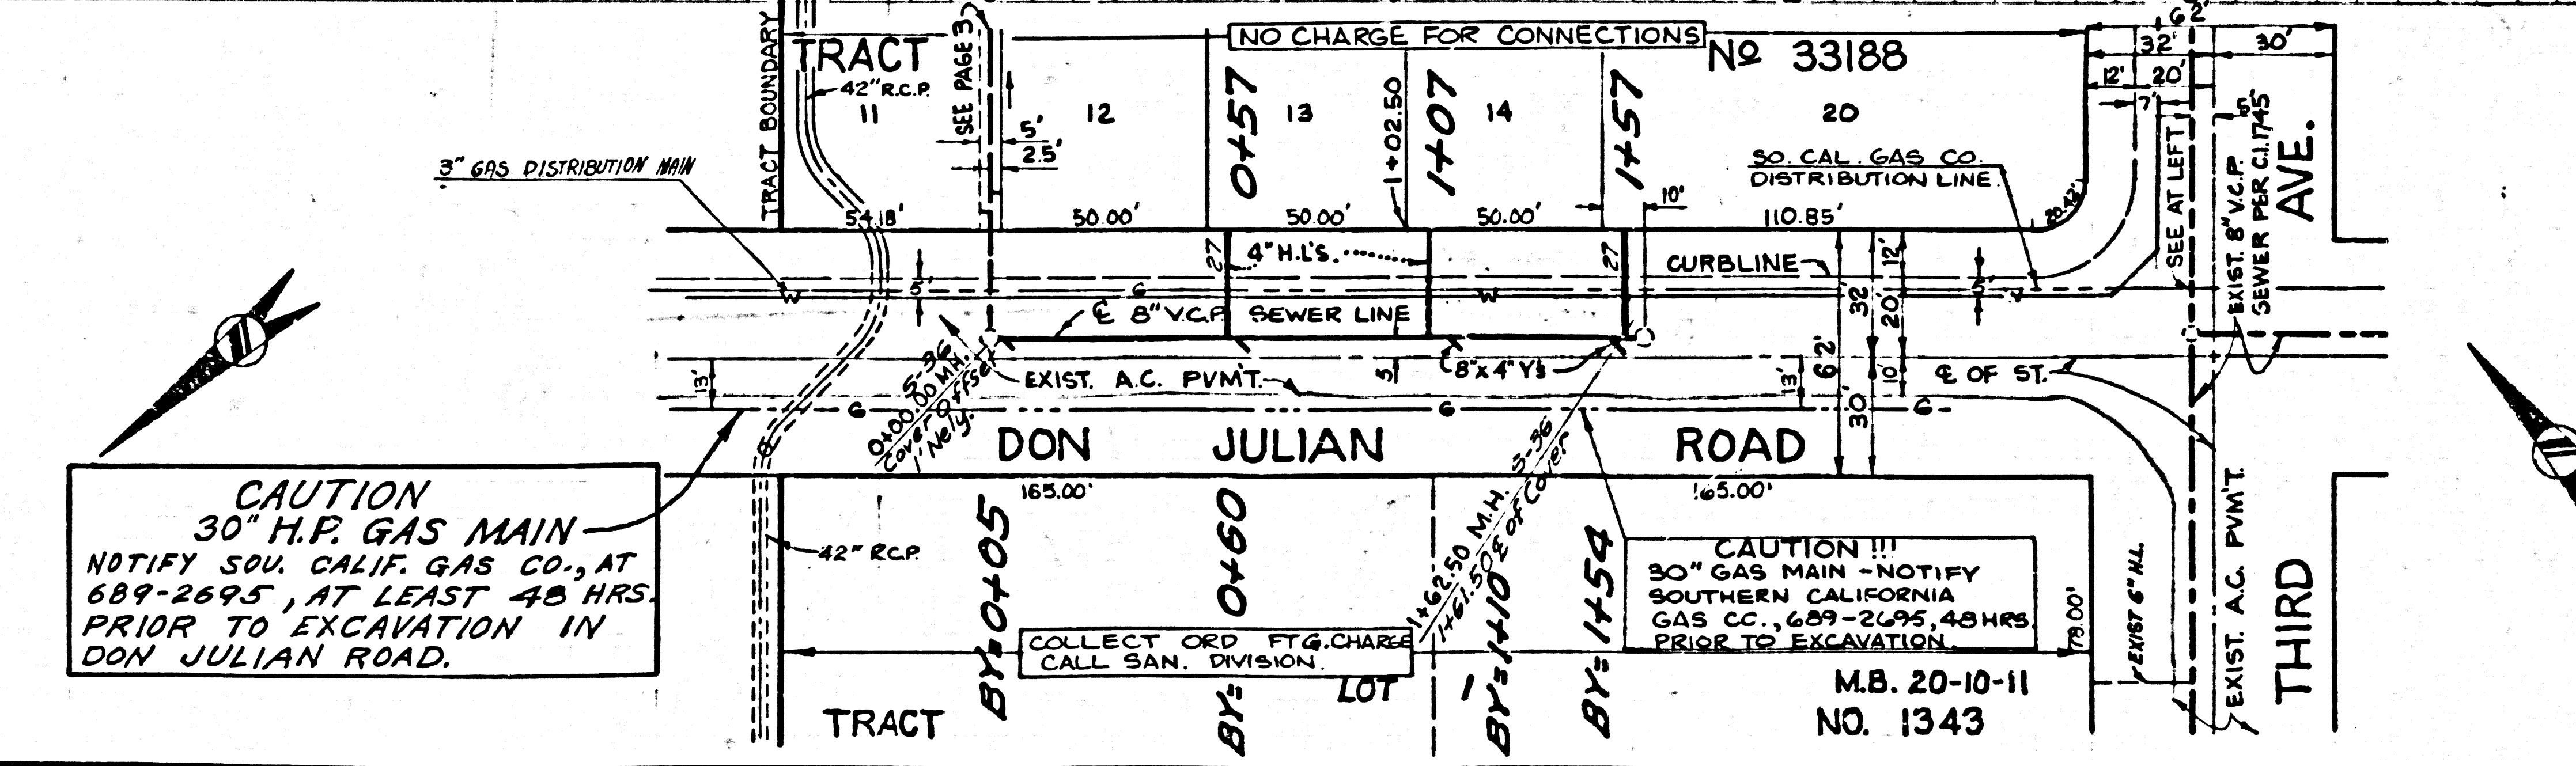 62'
NO CHARGE FOR CONNECTIONS
TRACT
Nº 33188
32'
30'
12'
20'
7'
5'
TRACT BOUNDARY
42" R.C.P.
SEE PAGE 3
11
12
13
14
20
0+57
1+02.50
1+07
1+57
5'
2.5'
3" GAS DISTRIBUTION MAIN
SO. CAL. GAS CO.
DISTRIBUTION LINE.
SEE AT LEFT
EXIST. 8" V.C.P.
SEWER PER C.I. 1745
AVE.
54.18'
50.00'
50.00'
50.00'
10'
110.85'
20.42'
27
4" H.L'S.
27
CURBLINE
12'
5'
W
G
W
5'
℄ 8" V.C.P. SEWER LINE
32'
20'
62'
S-36
0+00.00 M.H.
Cover Offset
1' Nely.
13'
EXIST. A.C. PVM'T.
5'
8" x 4" Y's
13'
10'
30'
℄ OF ST.
G
G
G
DON JULIAN ROAD
165.00'
165.00'
CAUTION
30" H.P. GAS MAIN
NOTIFY SOU. CALIF. GAS CO., AT
689-2695, AT LEAST 48 HRS.
PRIOR TO EXCAVATION IN
DON JULIAN ROAD.
42" R.C.P.
BY=0+05
BY= 0+60
S-36
1+62.50 M.H.
1+61.50 ℄ of Cover
BY=1+10
BY=1+54
CAUTION !!!
30" GAS MAIN - NOTIFY
SOUTHERN CALIFORNIA
GAS CO., 689-2695, 48 HRS.
PRIOR TO EXCAVATION.
78.00'
EXIST 6" H.L.
EXIST. A.C. PVM'T.
THIRD
COLLECT ORD FTG. CHARGE
CALL SAN. DIVISION.
LOT 1
M.B. 20-10-11
TRACT
NO. 1343